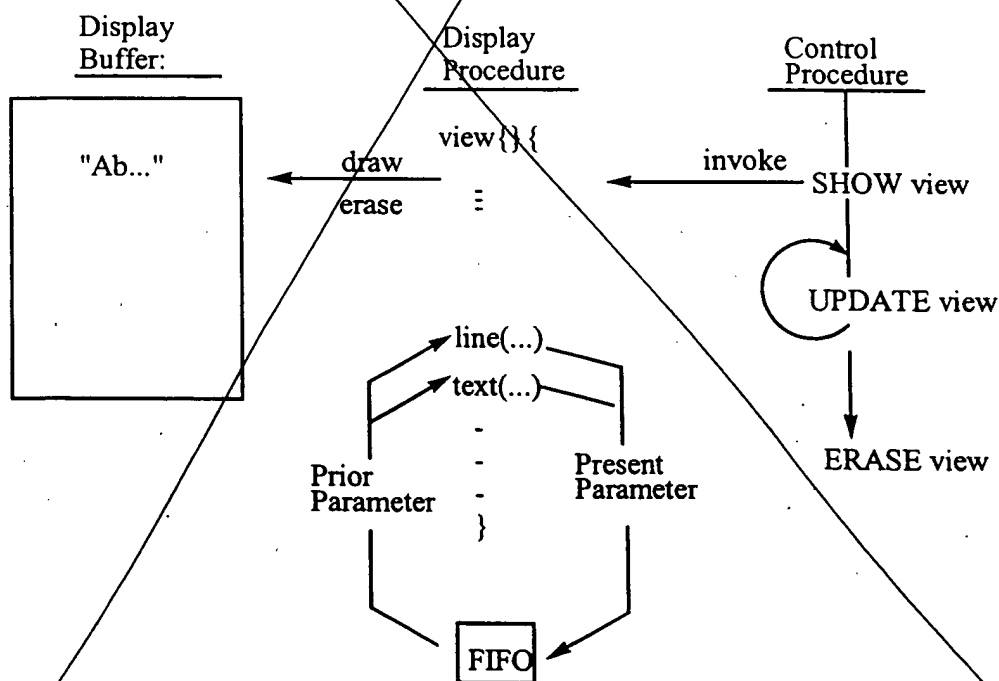 Display
Buffer:
"Ab..."
draw
erase
Display
Procedure
view{} {
line(...)
text(...)
}
Prior
Parameter
Present
Parameter
FIFO
Control
Procedure
invoke
SHOW view
UPDATE view
ERASE view